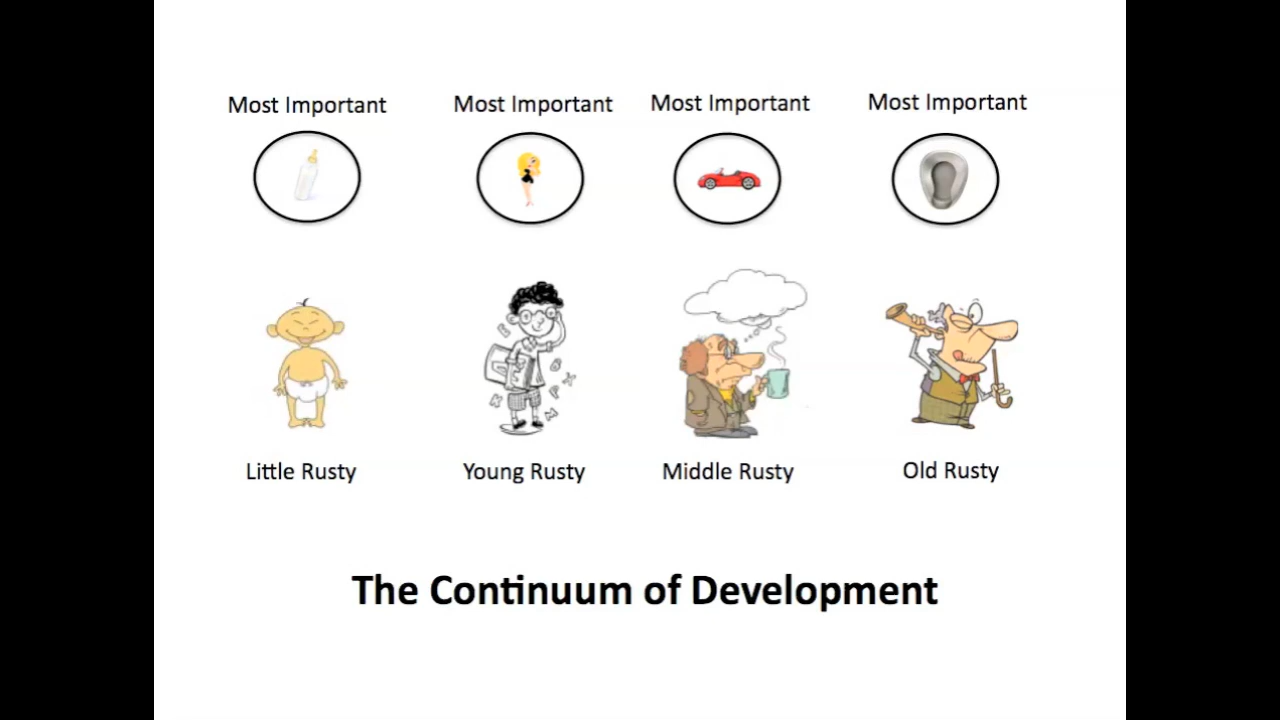 Most Important
Most Important
Most Important
Most Important
Little Rusty
Young Rusty
Middle Rusty
Old Rusty
The Continuum of Development